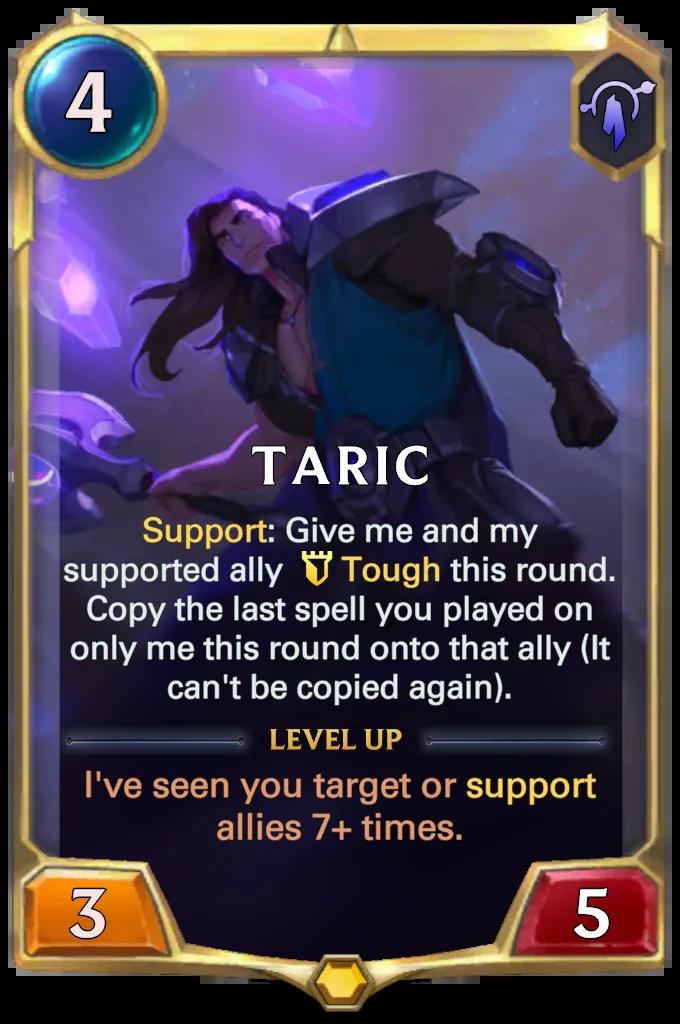 4
TARIC
Support: Give me and my
supported ally Tough this round.
Copy the last spell you played on
only me this round onto that ally (It
can't be copied again).
LEVEL UP
I've seen you target or support
allies 7+ times.
3
5